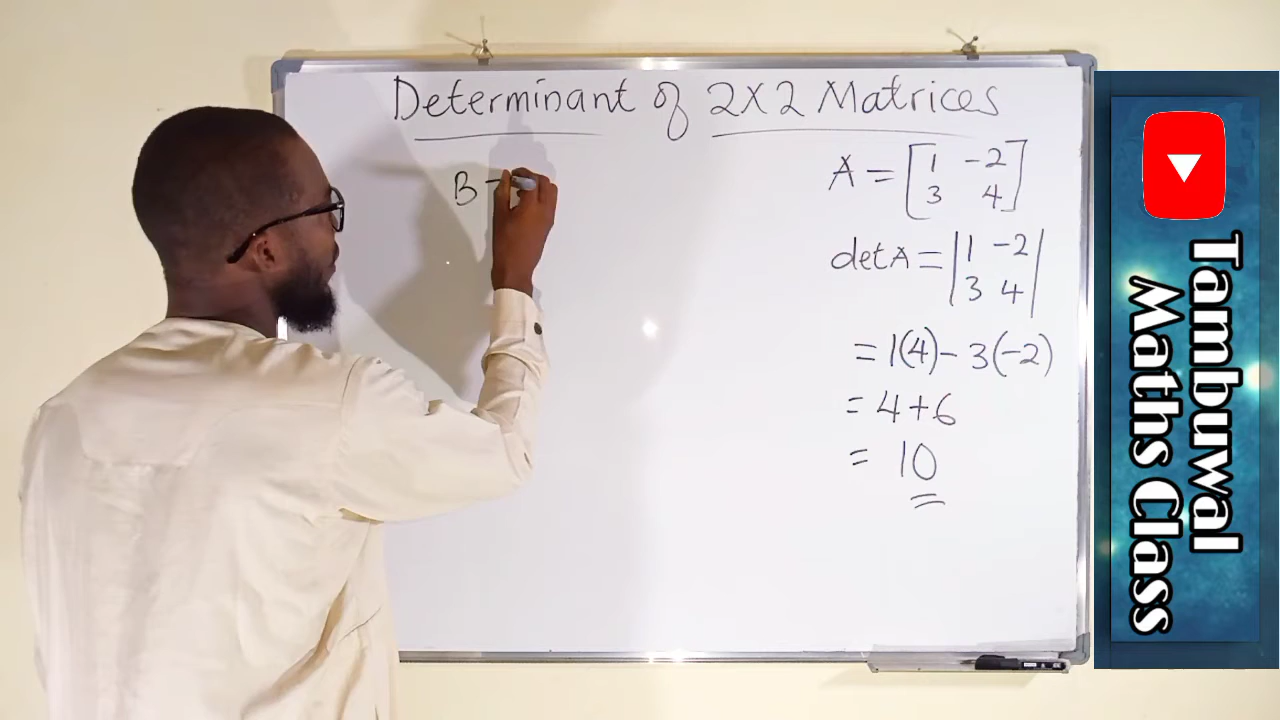 Determinant of 2X2 Matrices
B =
A = [1 -2
3 4]
detA = |1 -2|
|3 4|
= 1(4) - 3(-2)
= 4+6
= 10
Tambuwal
Maths Class